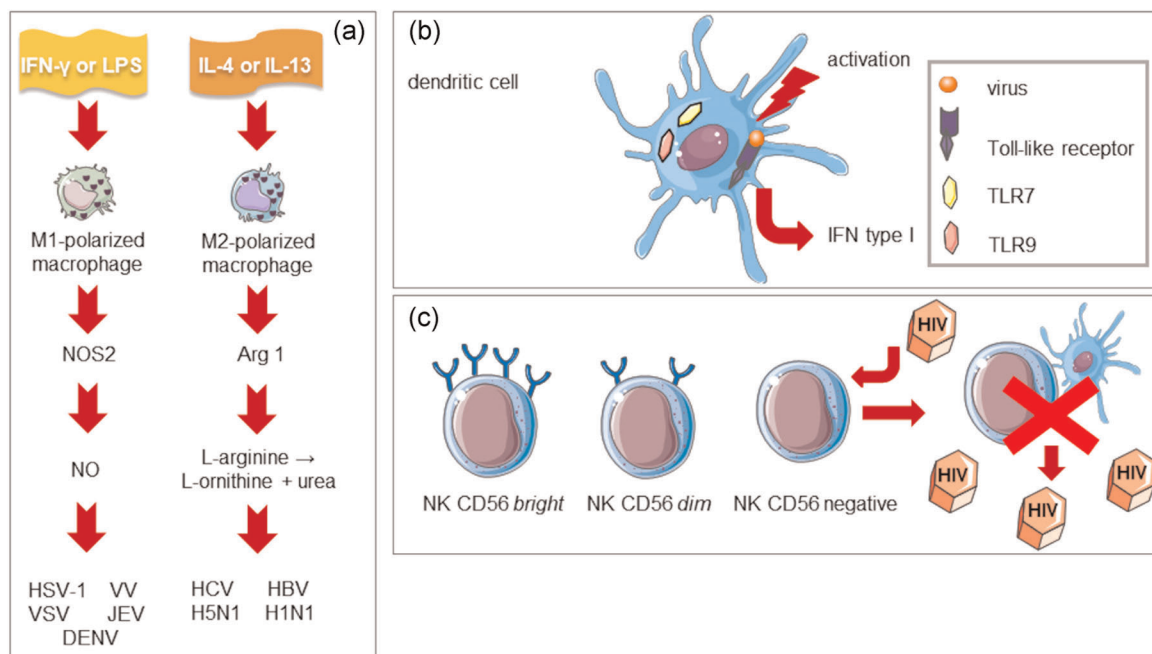 (a)
IFN-γ or LPS
IL-4 or IL-13
M1-polarized
macrophage
M2-polarized
macrophage
NOS2
Arg 1
NO
L-arginine →
L-ornithine + urea
HSV-1 VV
VSV JEV
DENV
HCV HBV
H5N1 H1N1
(b)
dendritic cell
activation
IFN type I
virus
Toll-like receptor
TLR7
TLR9
(c)
HIV
NK CD56 bright
NK CD56 dim
NK CD56 negative
HIV
HIV
HIV